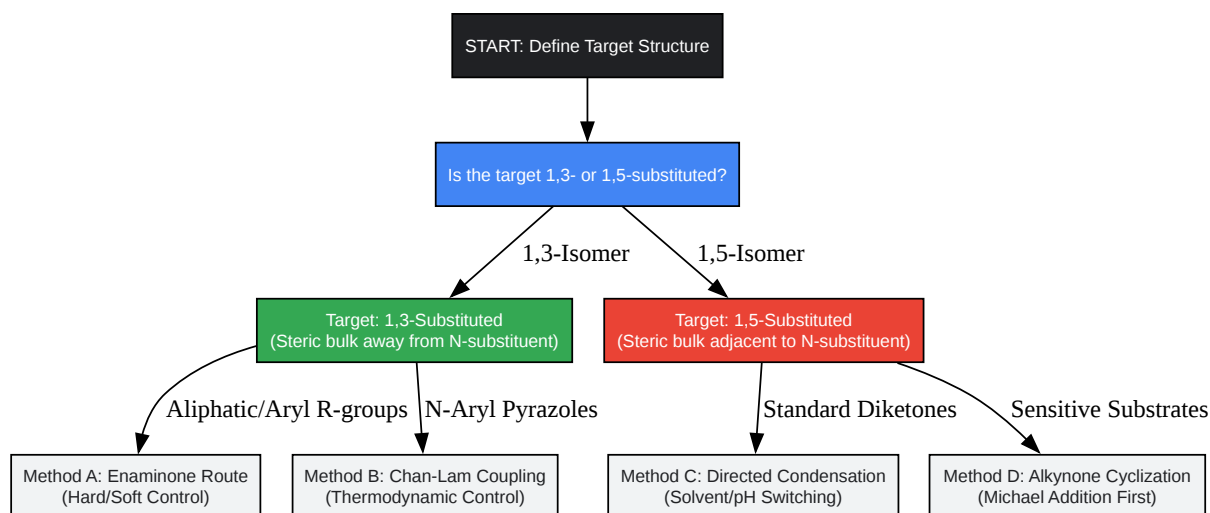 START: Define Target Structure
Is the target 1,3- or 1,5-substituted?
1,3-Isomer
1,5-Isomer
Target: 1,3-Substituted
(Steric bulk away from N-substituent)
Target: 1,5-Substituted
(Steric bulk adjacent to N-substituent)
Aliphatic/Aryl R-groups
N-Aryl Pyrazoles
Standard Diketones
Sensitive Substrates
Method A: Enaminone Route
(Hard/Soft Control)
Method B: Chan-Lam Coupling
(Thermodynamic Control)
Method C: Directed Condensation
(Solvent/pH Switching)
Method D: Alkynone Cyclization
(Michael Addition First)